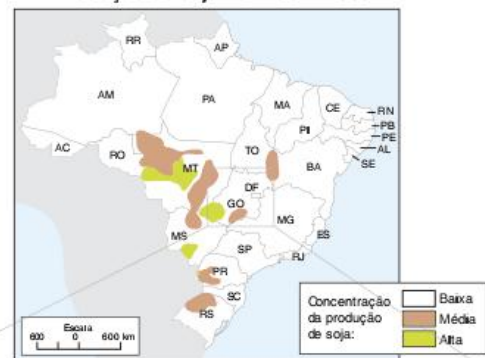 RR
AP
AM
PA
MA
CE
RN
PB
PE
AL
SE
PI
AC
RO
TO
MT
BA
DF
GO
MG
MS
ES
SP
RJ
PR
SC
RS
Escala
600 0 600 km
Concentração
da produção
de soja:
Baixa
Média
Alta